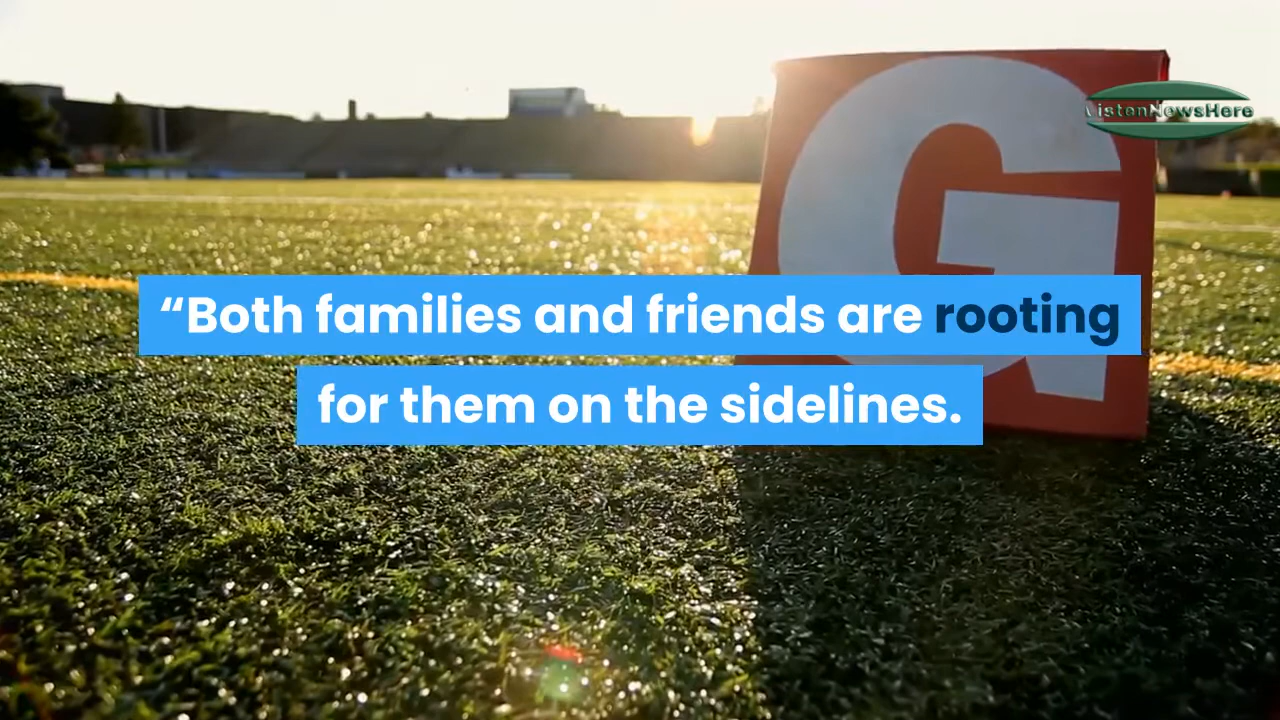 G
ListenNewsHere
“Both families and friends are rooting
for them on the sidelines.